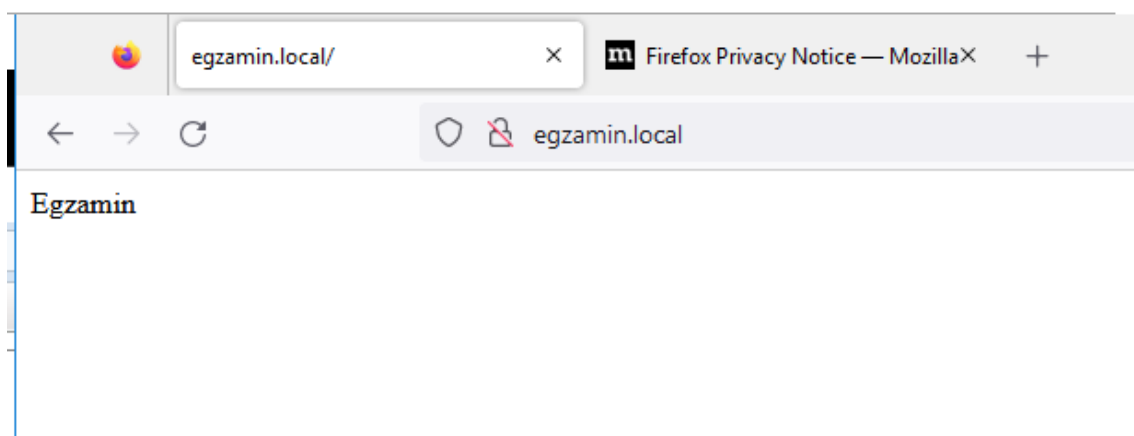 egzamin.local/
Firefox Privacy Notice — Mozilla
egzamin.local
Egzamin